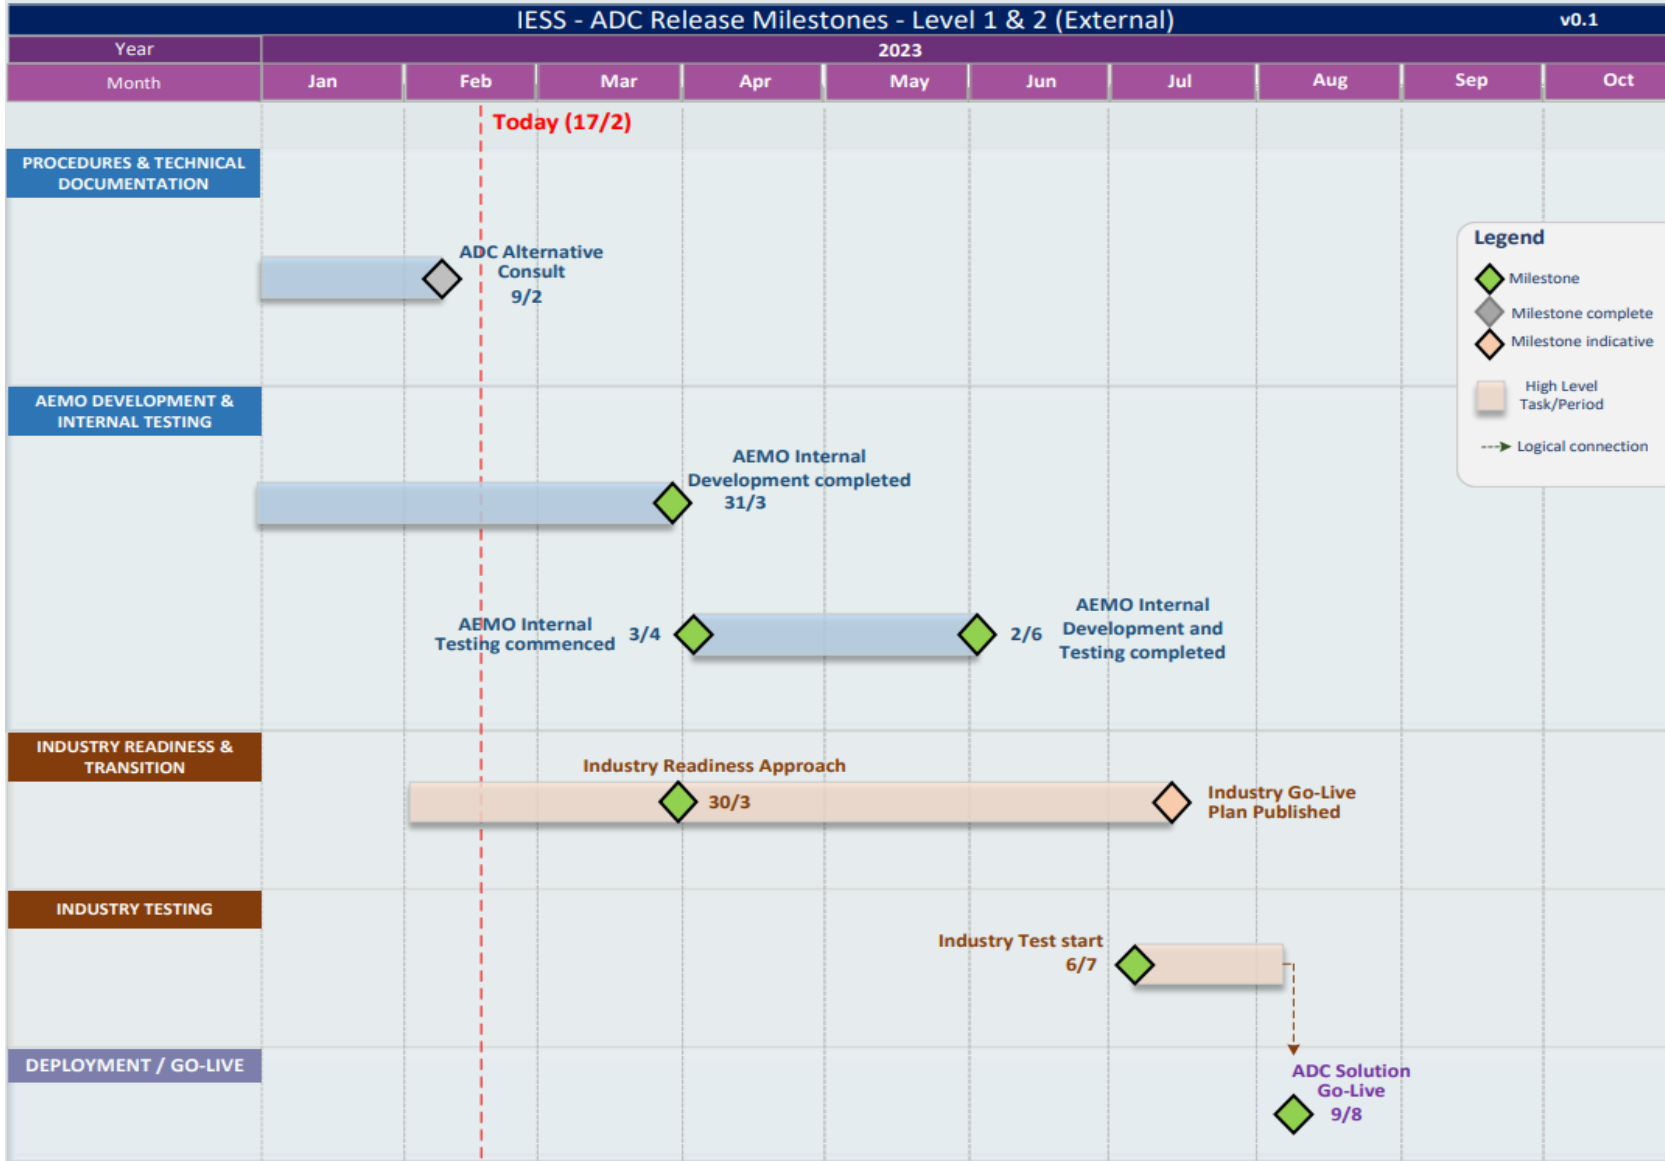 IESS - ADC Release Milestones - Level 1 & 2 (External)
v0.1
Year
2023
Month
Jan
Feb
Mar
Apr
May
Jun
Jul
Aug
Sep
Oct
Today (17/2)
PROCEDURES & TECHNICAL
DOCUMENTATION
ADC Alternative
Consult
9/2
Legend
Milestone
Milestone complete
Milestone indicative
High Level
Task/Period
Logical connection
AEMO DEVELOPMENT &
INTERNAL TESTING
AEMO Internal
Development completed
31/3
AEMO Internal
Testing commenced
3/4
2/6
AEMO Internal
Development and
Testing completed
INDUSTRY READINESS &
TRANSITION
Industry Readiness Approach
30/3
Industry Go-Live
Plan Published
INDUSTRY TESTING
Industry Test start
6/7
DEPLOYMENT / GO-LIVE
ADC Solution
Go-Live
9/8